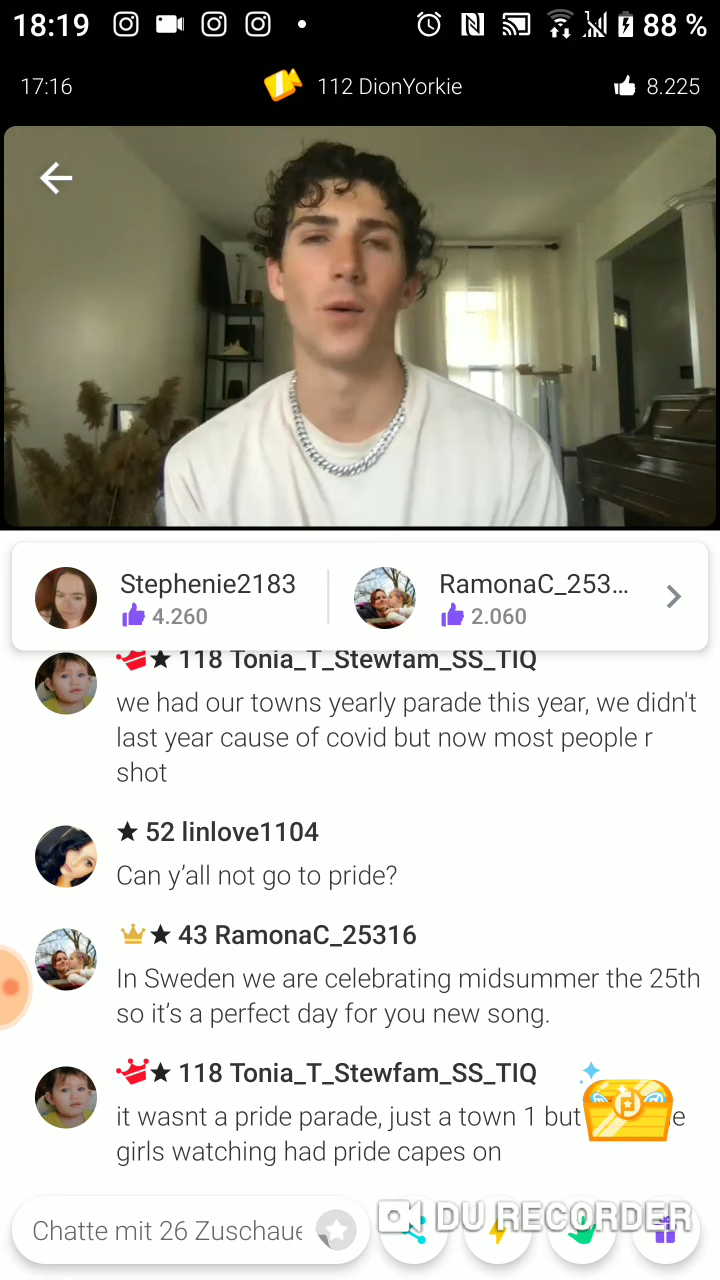 18:19
88 %
17:16
112 DionYorkie
8.225
Stephenie2183
4.260
RamonaC_253...
2.060
118 Tonia_T_Stewfam_SS_TIQ
we had our towns yearly parade this year, we didn't
last year cause of covid but now most people r
shot
52 linlove1104
Can y'all not go to pride?
43 RamonaC_25316
In Sweden we are celebrating midsummer the 25th
so it's a perfect day for you new song.
118 Tonia_T_Stewfam_SS_TIQ
it wasnt a pride parade, just a town 1 but
girls watching had pride capes on
Chatte mit 26
DU RECORDER